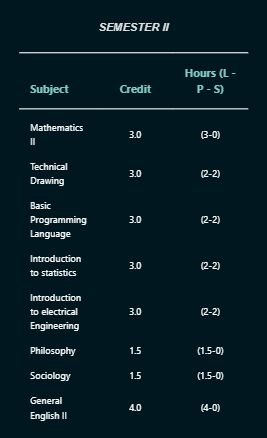 SEMESTER II
Subject Credit Hours (L - P - S)
Mathematics II 3.0 (3-0)
Technical Drawing 3.0 (2-2)
Basic Programming Language 3.0 (2-2)
Introduction to statistics 3.0 (2-2)
Introduction to electrical Engineering 3.0 (2-2)
Philosophy 1.5 (1.5-0)
Sociology 1.5 (1.5-0)
General English II 4.0 (4-0)